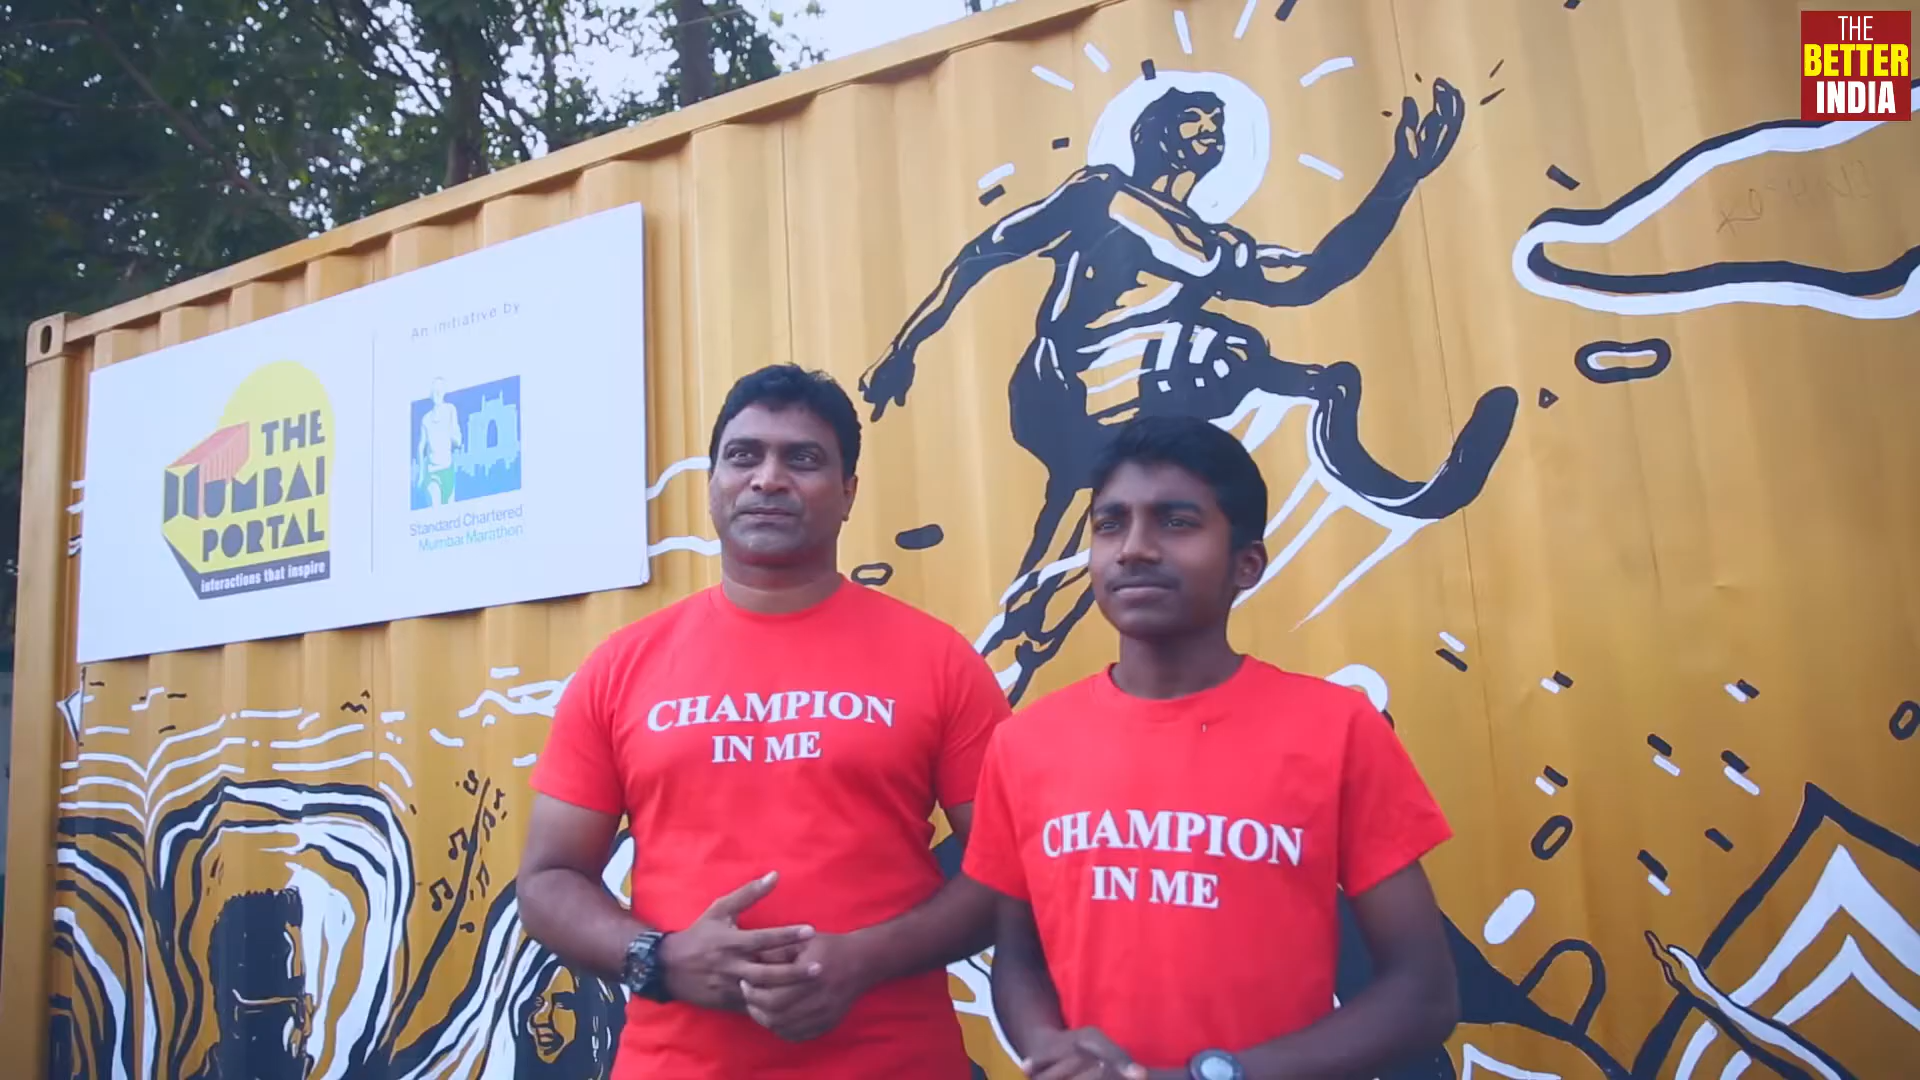 THE
BETTER
INDIA
An initiative by
THE
MUMBAI
PORTAL
interactions that inspire
Standard Chartered
Mumbai Marathon
CHAMPION
IN ME
CHAMPION
IN ME